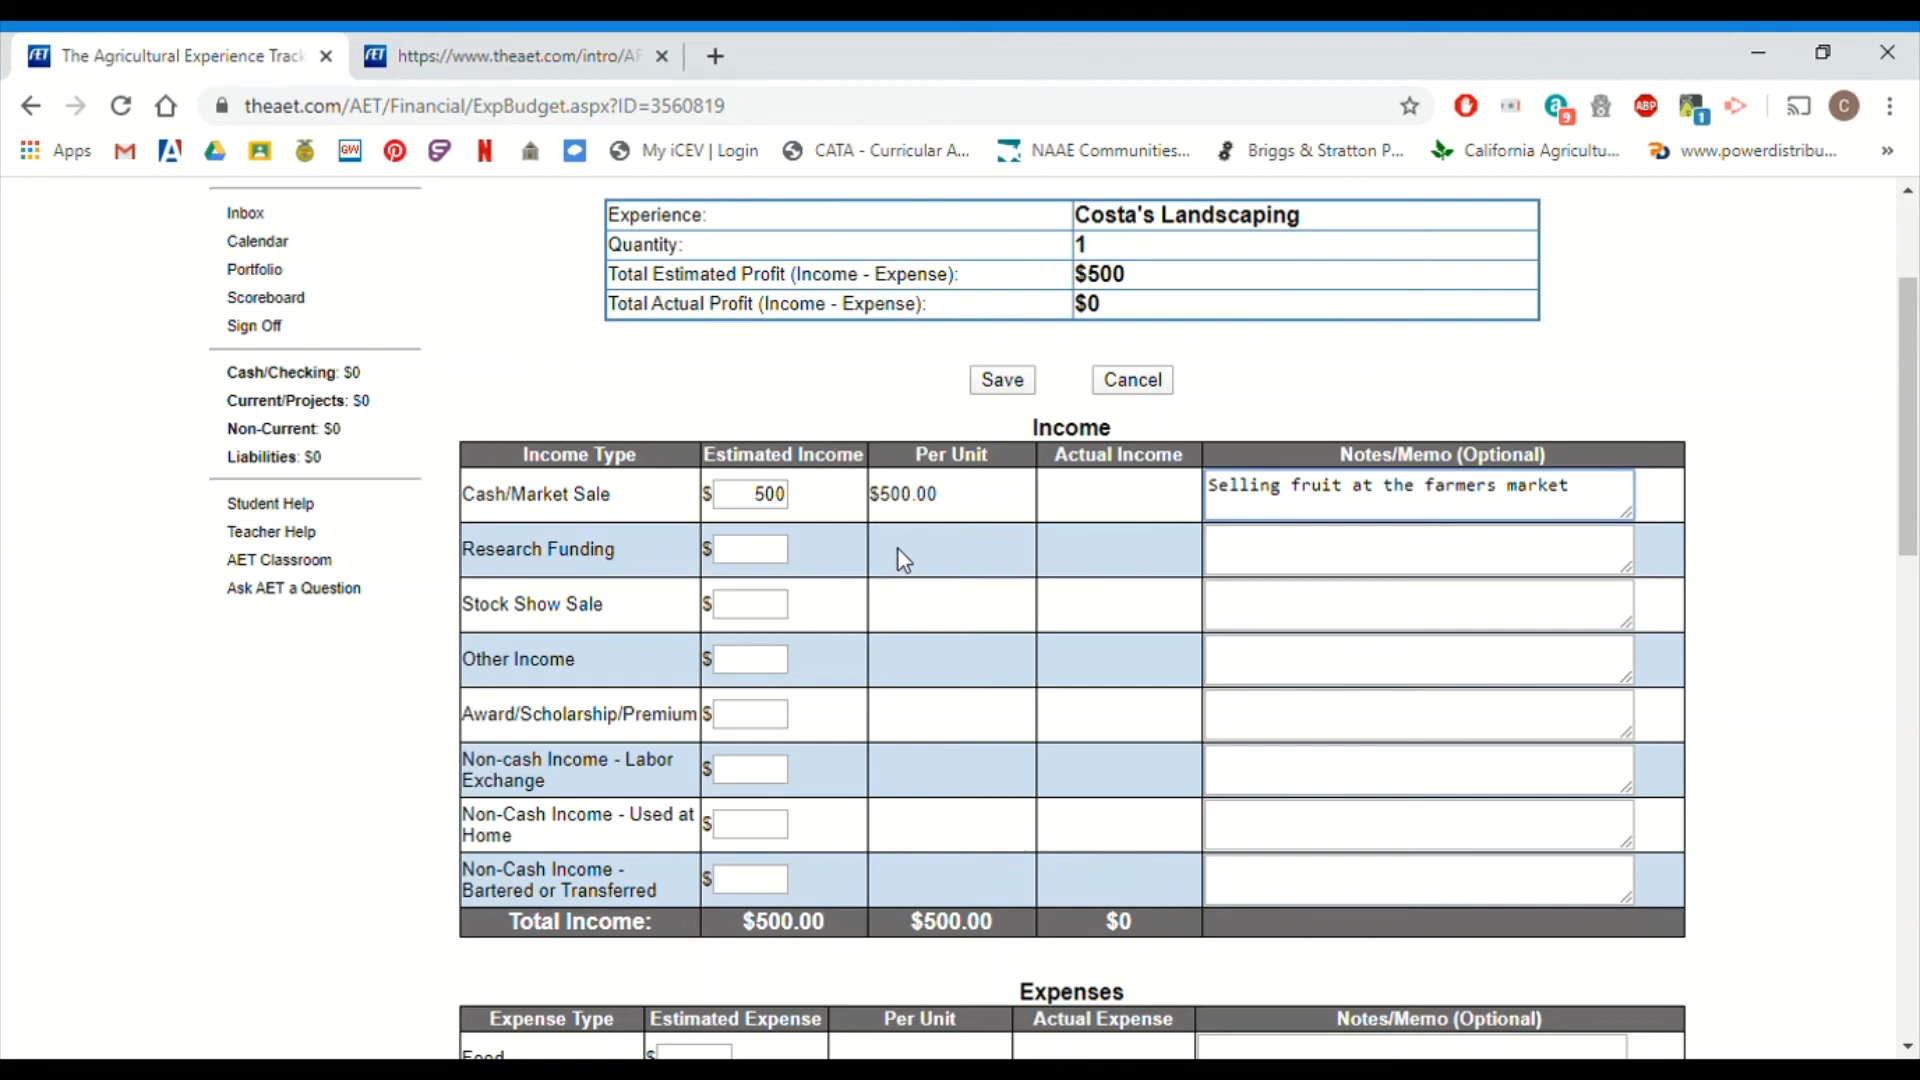 The Agricultural Experience Track
https://www.theaet.com/intro/AE
theaet.com/AET/Financial/ExpBudget.aspx?ID=3560819
ABP
9
1
C
Apps
GW
My iCEV | Login
CATA - Curricular A...
NAAE Communities...
Briggs & Stratton P...
California Agricultu...
www.powerdistribu...
»
Inbox
Calendar
Portfolio
Scoreboard
Sign Off
Cash/Checking: $0
Current/Projects: $0
Non-Current: $0
Liabilities: $0
Student Help
Teacher Help
AET Classroom
Ask AET a Question
Experience: Costa's Landscaping
Quantity: 1
Total Estimated Profit (Income - Expense): $500
Total Actual Profit (Income - Expense): $0
Save Cancel
Income
Income Type Estimated Income Per Unit Actual Income Notes/Memo (Optional)
Cash/Market Sale $ 500 $500.00 Selling fruit at the farmers market
Research Funding $
Stock Show Sale $
Other Income $
Award/Scholarship/Premium $
Non-cash Income - Labor
Exchange $
Non-Cash Income - Used at
Home $
Non-Cash Income -
Bartered or Transferred $
Total Income: $500.00 $500.00 $0
Expenses
Expense Type Estimated Expense Per Unit Actual Expense Notes/Memo (Optional)
Food $